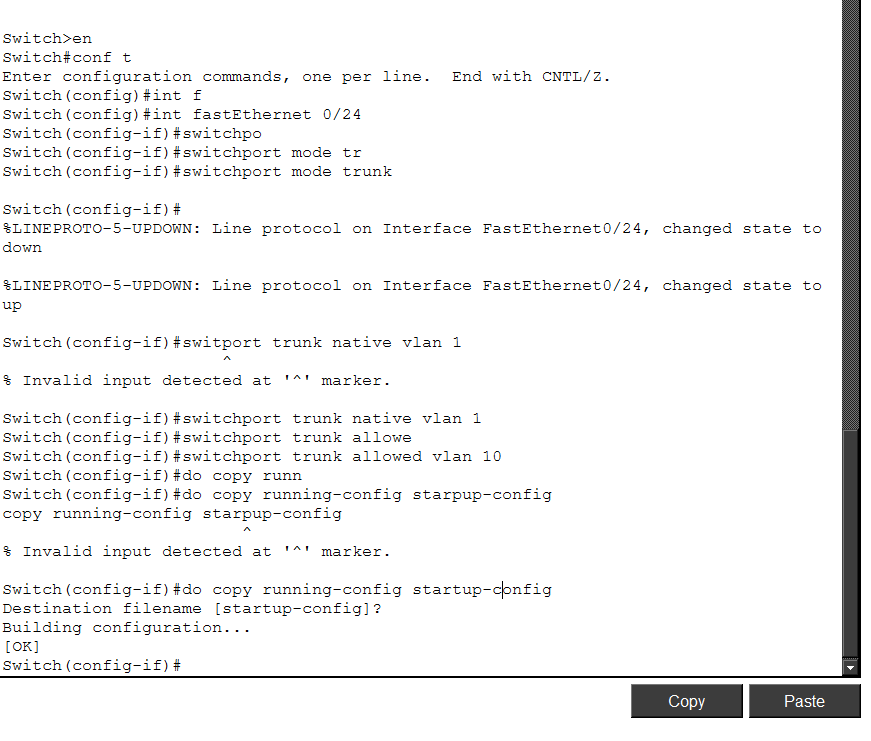 Switch>en
Switch#conf t
Enter configuration commands, one per line.  End with CNTL/Z.
Switch(config)#int f
Switch(config)#int fastEthernet 0/24
Switch(config-if)#switchpo
Switch(config-if)#switchport mode tr
Switch(config-if)#switchport mode trunk
Switch(config-if)#
%LINEPROTO-5-UPDOWN: Line protocol on Interface FastEthernet0/24, changed state to
down
%LINEPROTO-5-UPDOWN: Line protocol on Interface FastEthernet0/24, changed state to
up
Switch(config-if)#switport trunk native vlan 1
^
% Invalid input detected at '^' marker.
Switch(config-if)#switchport trunk native vlan 1
Switch(config-if)#switchport trunk allowe
Switch(config-if)#switchport trunk allowed vlan 10
Switch(config-if)#do copy runn
Switch(config-if)#do copy running-config starpup-config
copy running-config starpup-config
^
% Invalid input detected at '^' marker.
Switch(config-if)#do copy running-config startup-config
Destination filename [startup-config]?
Building configuration...
[OK]
Switch(config-if)#
Copy Paste